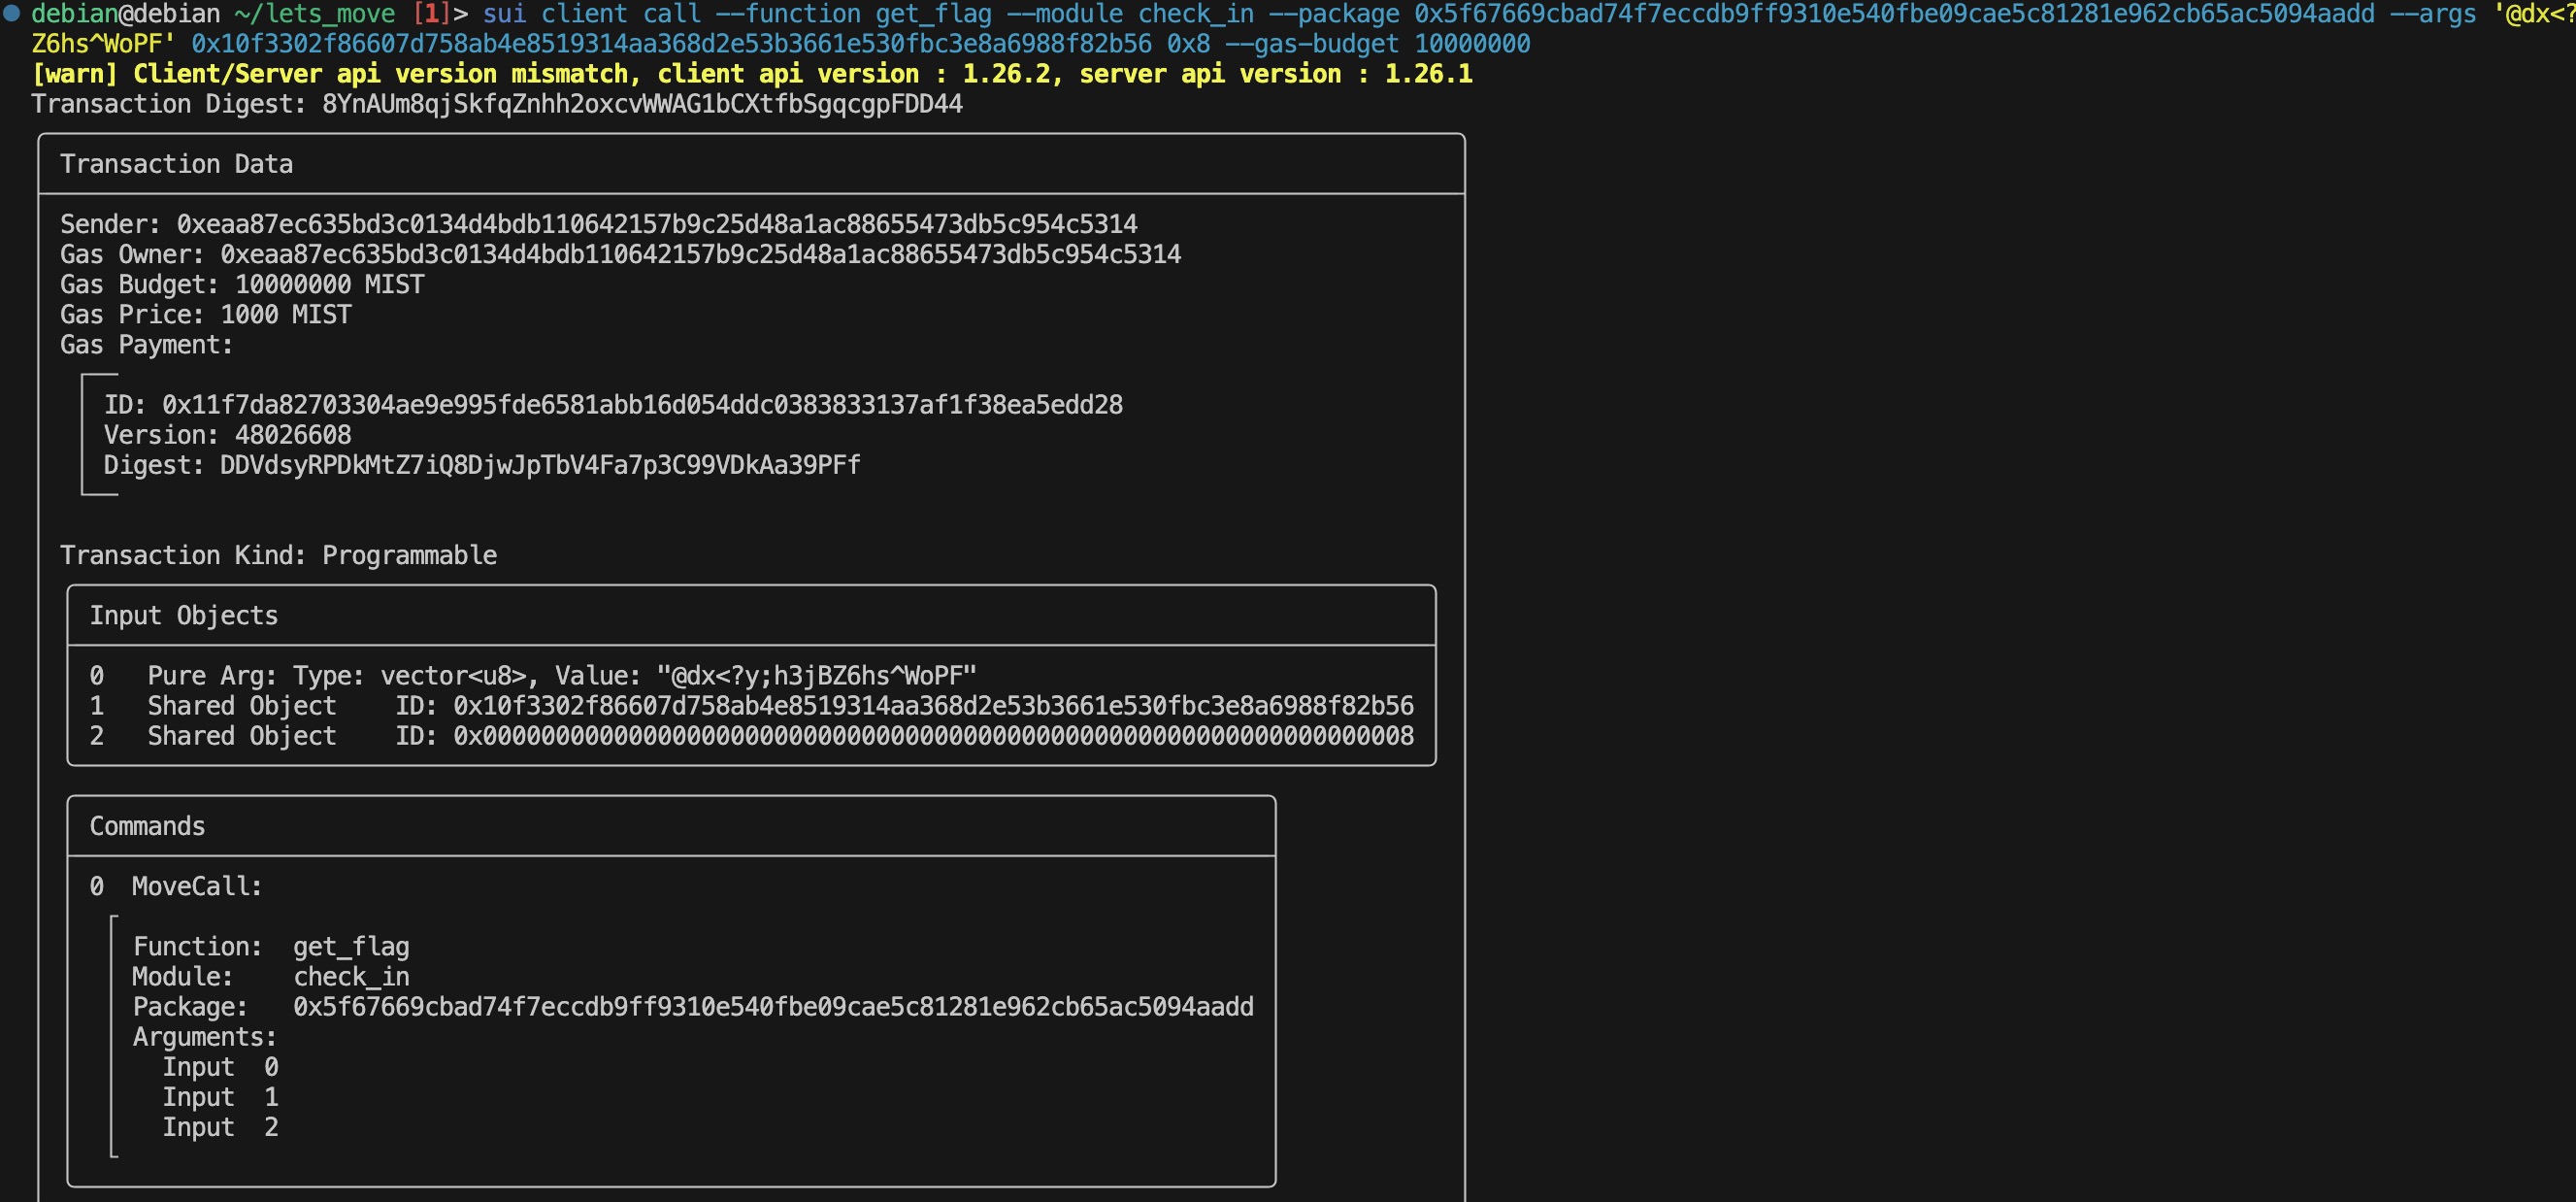 debian@debian ~/lets_move [1]> sui client call --function get_flag --module check_in --package 0x5f67669cbad74f7eccdb9ff9310e540fbe09cae5c81281e962cb65ac5094aadd --args '@dx<?
Z6hs^WoPF' 0x10f3302f86607d758ab4e8519314aa368d2e53b3661e530fbc3e8a6988f82b56 0x8 --gas-budget 10000000
[warn] Client/Server api version mismatch, client api version : 1.26.2, server api version : 1.26.1
Transaction Digest: 8YnAUm8qjSkfqZnhh2oxcvWWAG1bCXtfbSgqcgpFDD44
Transaction Data
Sender: 0xeaa87ec635bd3c0134d4bdb110642157b9c25d48a1ac88655473db5c954c5314
Gas Owner: 0xeaa87ec635bd3c0134d4bdb110642157b9c25d48a1ac88655473db5c954c5314
Gas Budget: 10000000 MIST
Gas Price: 1000 MIST
Gas Payment:
ID: 0x11f7da82703304ae9e995fde6581abb16d054ddc0383833137af1f38ea5edd28
Version: 48026608
Digest: DDVdsyRPDkMtZ7iQ8DjwJpTbV4Fa7p3C99VDkAa39PFf
Transaction Kind: Programmable
Input Objects
0 Pure Arg: Type: vector<u8>, Value: "@dx<?y;h3jBZ6hs^WoPF"
1 Shared Object ID: 0x10f3302f86607d758ab4e8519314aa368d2e53b3661e530fbc3e8a6988f82b56
2 Shared Object ID: 0x0000000000000000000000000000000000000000000000000000000000000008
Commands
0 MoveCall:
Function: get_flag
Module: check_in
Package: 0x5f67669cbad74f7eccdb9ff9310e540fbe09cae5c81281e962cb65ac5094aadd
Arguments:
Input 0
Input 1
Input 2